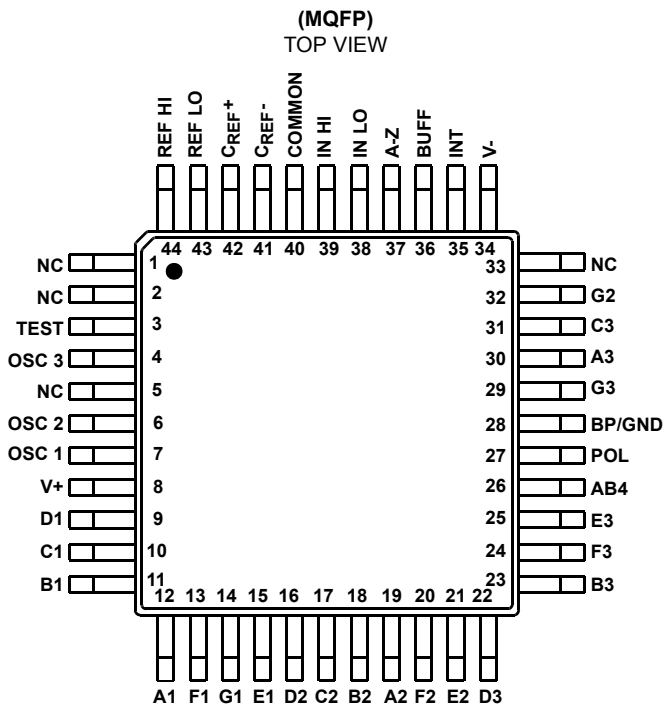 (MQFP)
TOP VIEW
REF HI
REF LO
CREF+
CREF-
COMMON
IN HI
IN LO
A-Z
BUFF
INT
V-
44 43 42 41 40 39 38 37 36 35 34
NC 1
NC 2
TEST 3
OSC 3 4
NC 5
OSC 2 6
OSC 1 7
V+ 8
D1 9
C1 10
B1 11
33 NC
32 G2
31 C3
30 A3
29 G3
28 BP/GND
27 POL
26 AB4
25 E3
24 F3
23 B3
12 13 14 15 16 17 18 19 20 21 22
A1 F1 G1 E1 D2 C2 B2 A2 F2 E2 D3